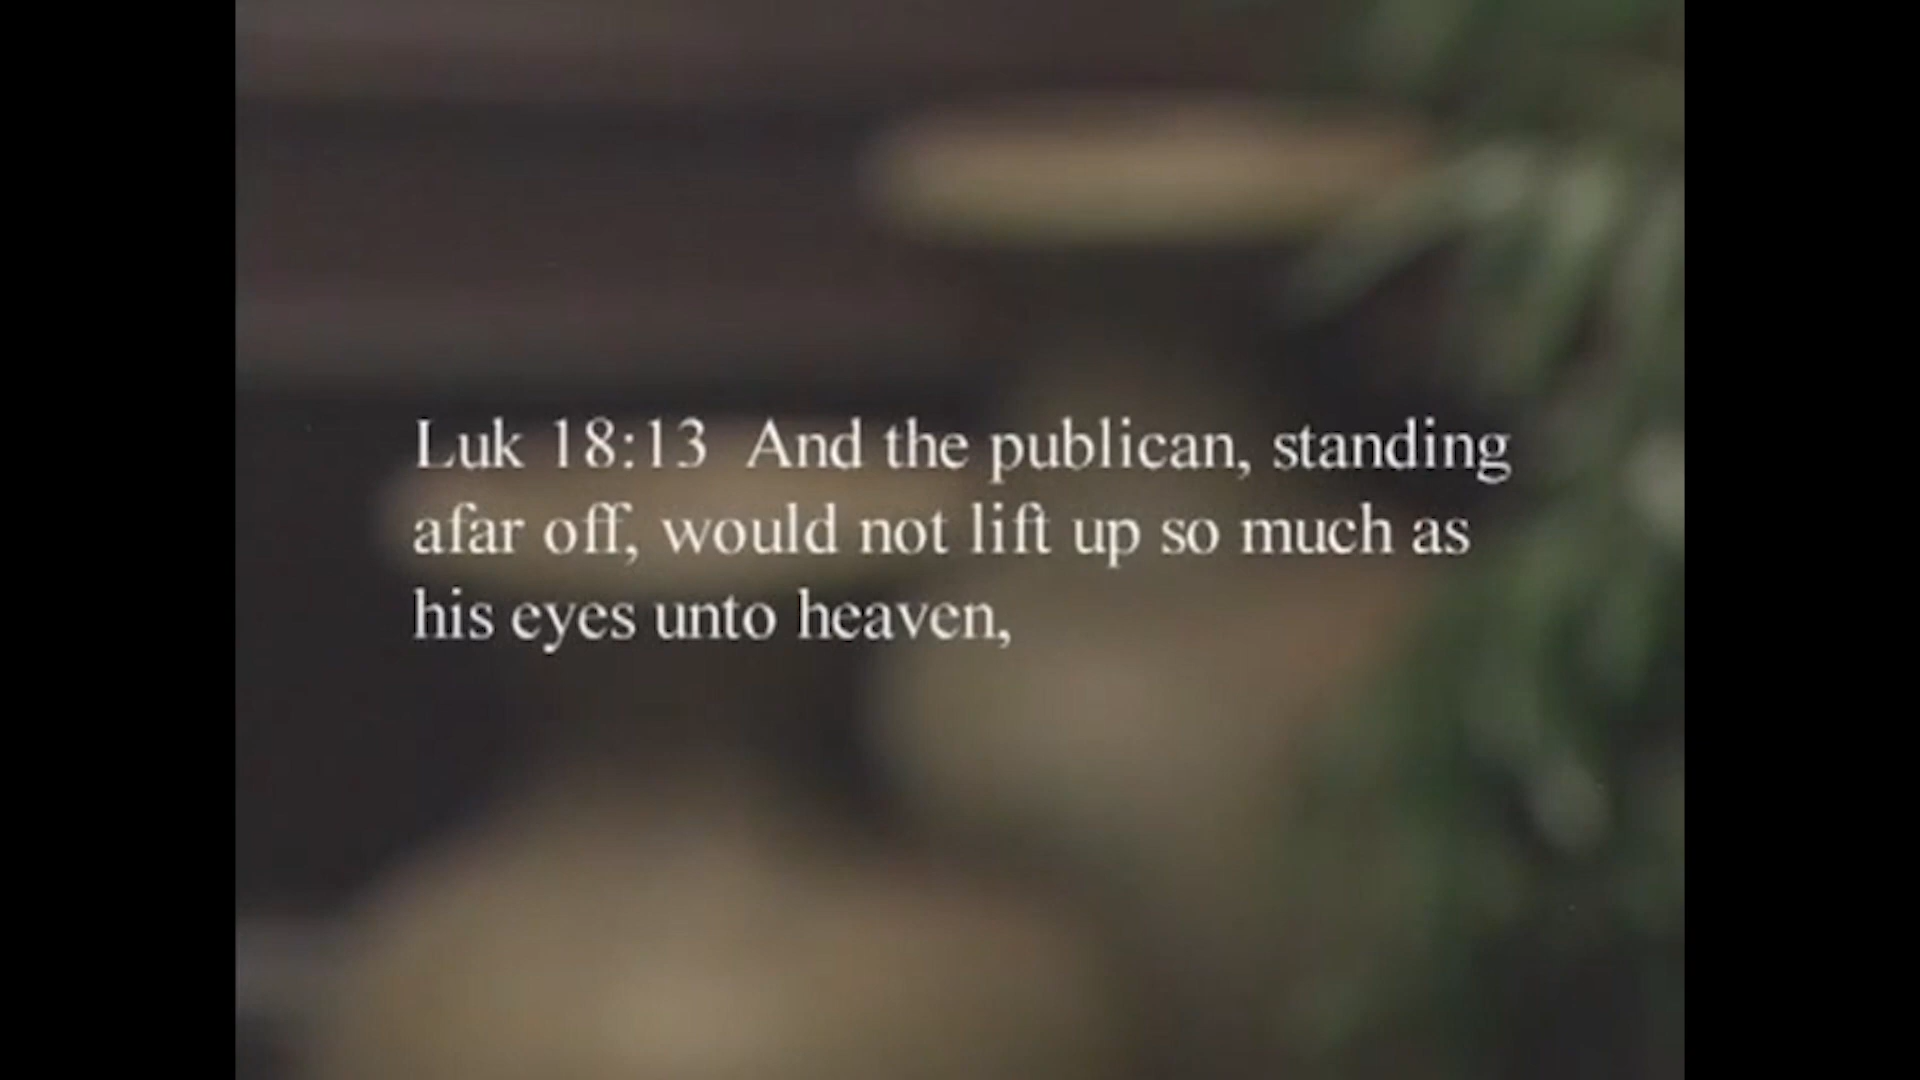 Luk 18:13  And the publican, standing
afar off, would not lift up so much as
his eyes unto heaven,